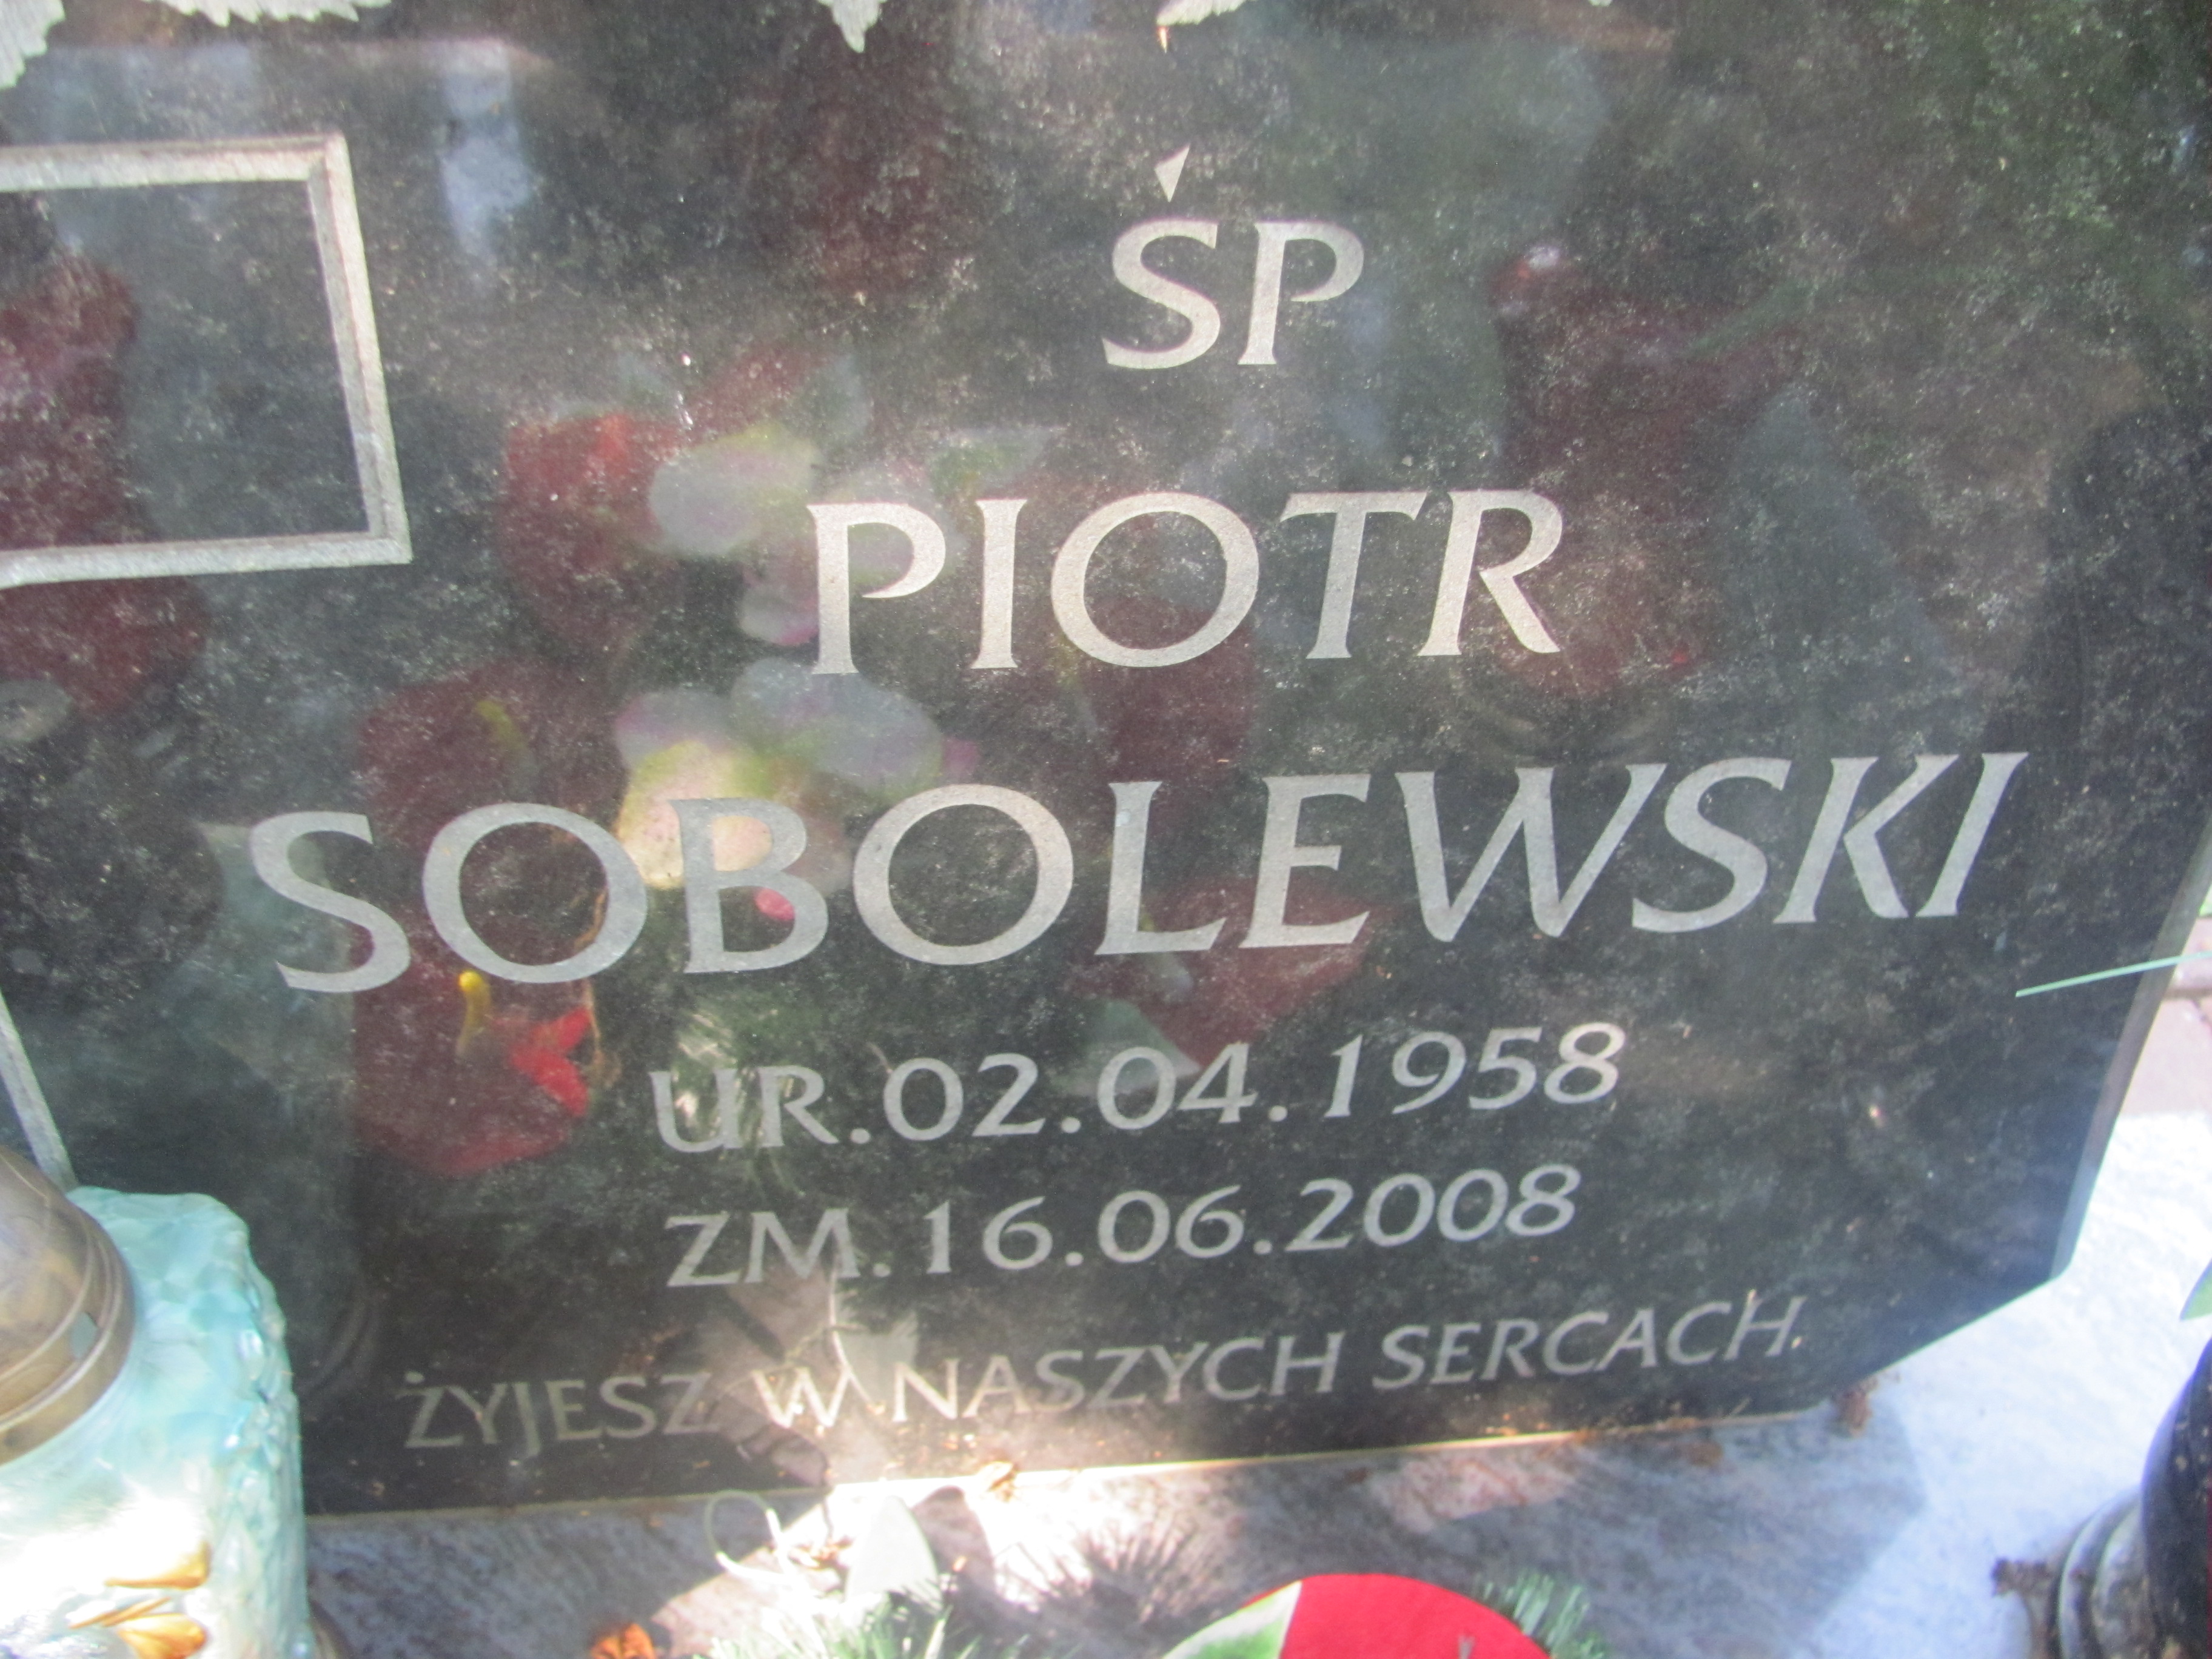 ŚP
PIOTR
SOBOLEWSKI
UR.02.04.1958
ZM.16.06.2008
ŻYJESZ W NASZYCH SERCACH